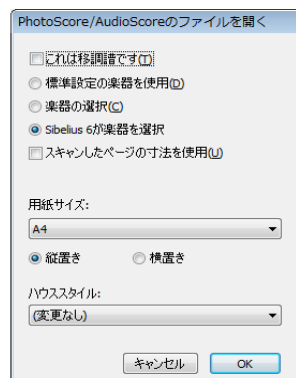 PhotoScore/AudioScoreのファイルを開く
これは移調譜です(T)
標準設定の楽器を使用(D)
楽器の選択(C)
Sibelius 6が楽器を選択
スキャンしたページの寸法を使用(U)
用紙サイズ:
A4
縦置き 横置き
ハウススタイル:
(変更なし)
キャンセル OK